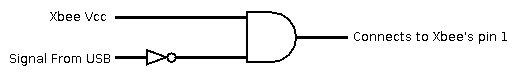 Xbee Vcc
Connects to Xbee's pin 1
Signal From USB